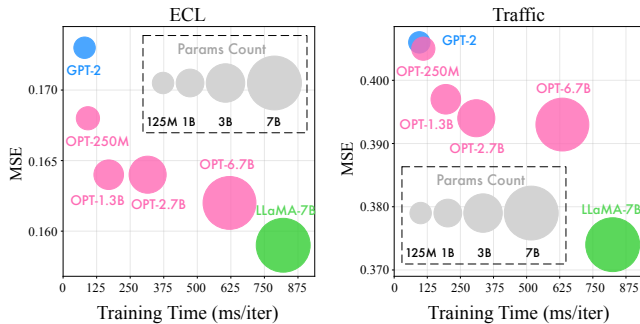 ECL
MSE
0.170
0.165
0.160
GPT-2
OPT-250M
OPT-1.3B
OPT-2.7B
OPT-6.7B
LLaMA-7B
Params Count
125M 1B 3B 7B
0 125 250 375 500 625 750 875
Training Time (ms/iter)
Traffic
MSE
0.400
0.390
0.380
0.370
GPT-2
OPT-250M
OPT-1.3B
OPT-2.7B
OPT-6.7B
LLaMA-7B
Params Count
125M 1B 3B 7B
0 125 250 375 500 625 750 875
Training Time (ms/iter)